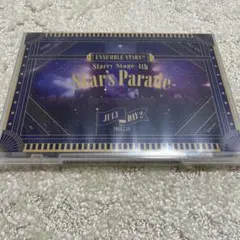 ENSEMBLE STARS!!
Starry Stage 4th
Star's Parade
JULY DAY2